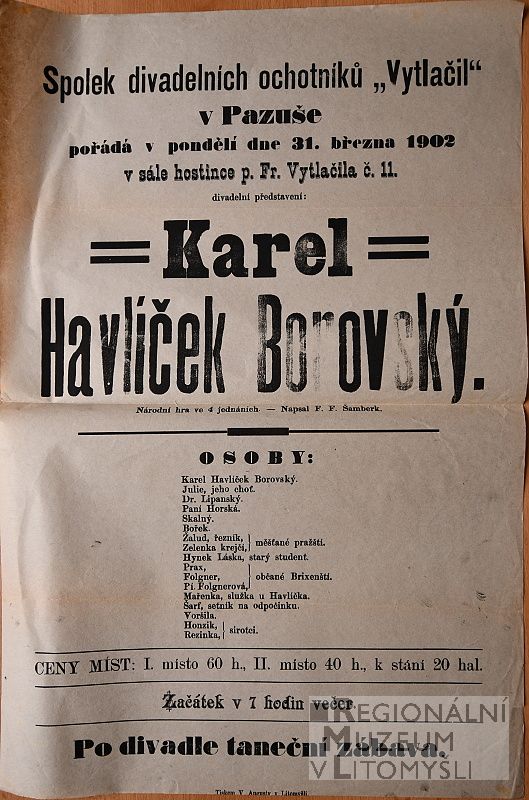 Spolek divadelních ochotníků „Vytlačil“
v Pazuše
pořádá v pondělí dne 31. března 1902
v sále hostince p. Fr. Vytlačila č. 11.
divadelní představení:
Karel
Havlíček Borovský.
Národní hra ve 4 jednáních. — Napsal F. F. Šamberk.
OSOBY:
Karel Havlíček Borovský.
Julie, jeho choť.
Dr. Lipanský.
Paní Horská.
Skalný.
Bořek.
Žalud, řezník,
Zelenka krejčí,
měšťané pražští.
Hynek Láska, starý student.
Prax,
Folgner,
Pí. Folgnerová,
občané Brixenští.
Mařenka, služka u Havlíčka.
Šarf, setník na odpočinku.
Voršila.
Honzík,
Rezinka,
sirotci.
CENY MÍST: I. místo 60 h., II. místo 40 h., k stání 20 hal.
Začátek v 7 hodin večer.
Po divadle taneční zábava.
Tiskem V. Augusty v Litomyšli.
REGIONÁLNÍ
MUZEUM
V LITOMYŠLI